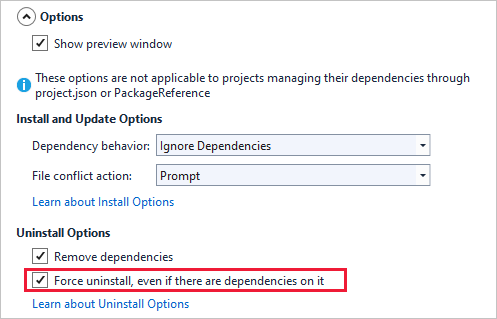 Options
Show preview window
These options are not applicable to projects managing their dependencies through
project.json or PackageReference
Install and Update Options
Dependency behavior: Ignore Dependencies
File conflict action: Prompt
Learn about Install Options
Uninstall Options
Remove dependencies
Force uninstall, even if there are dependencies on it
Learn about Uninstall Options